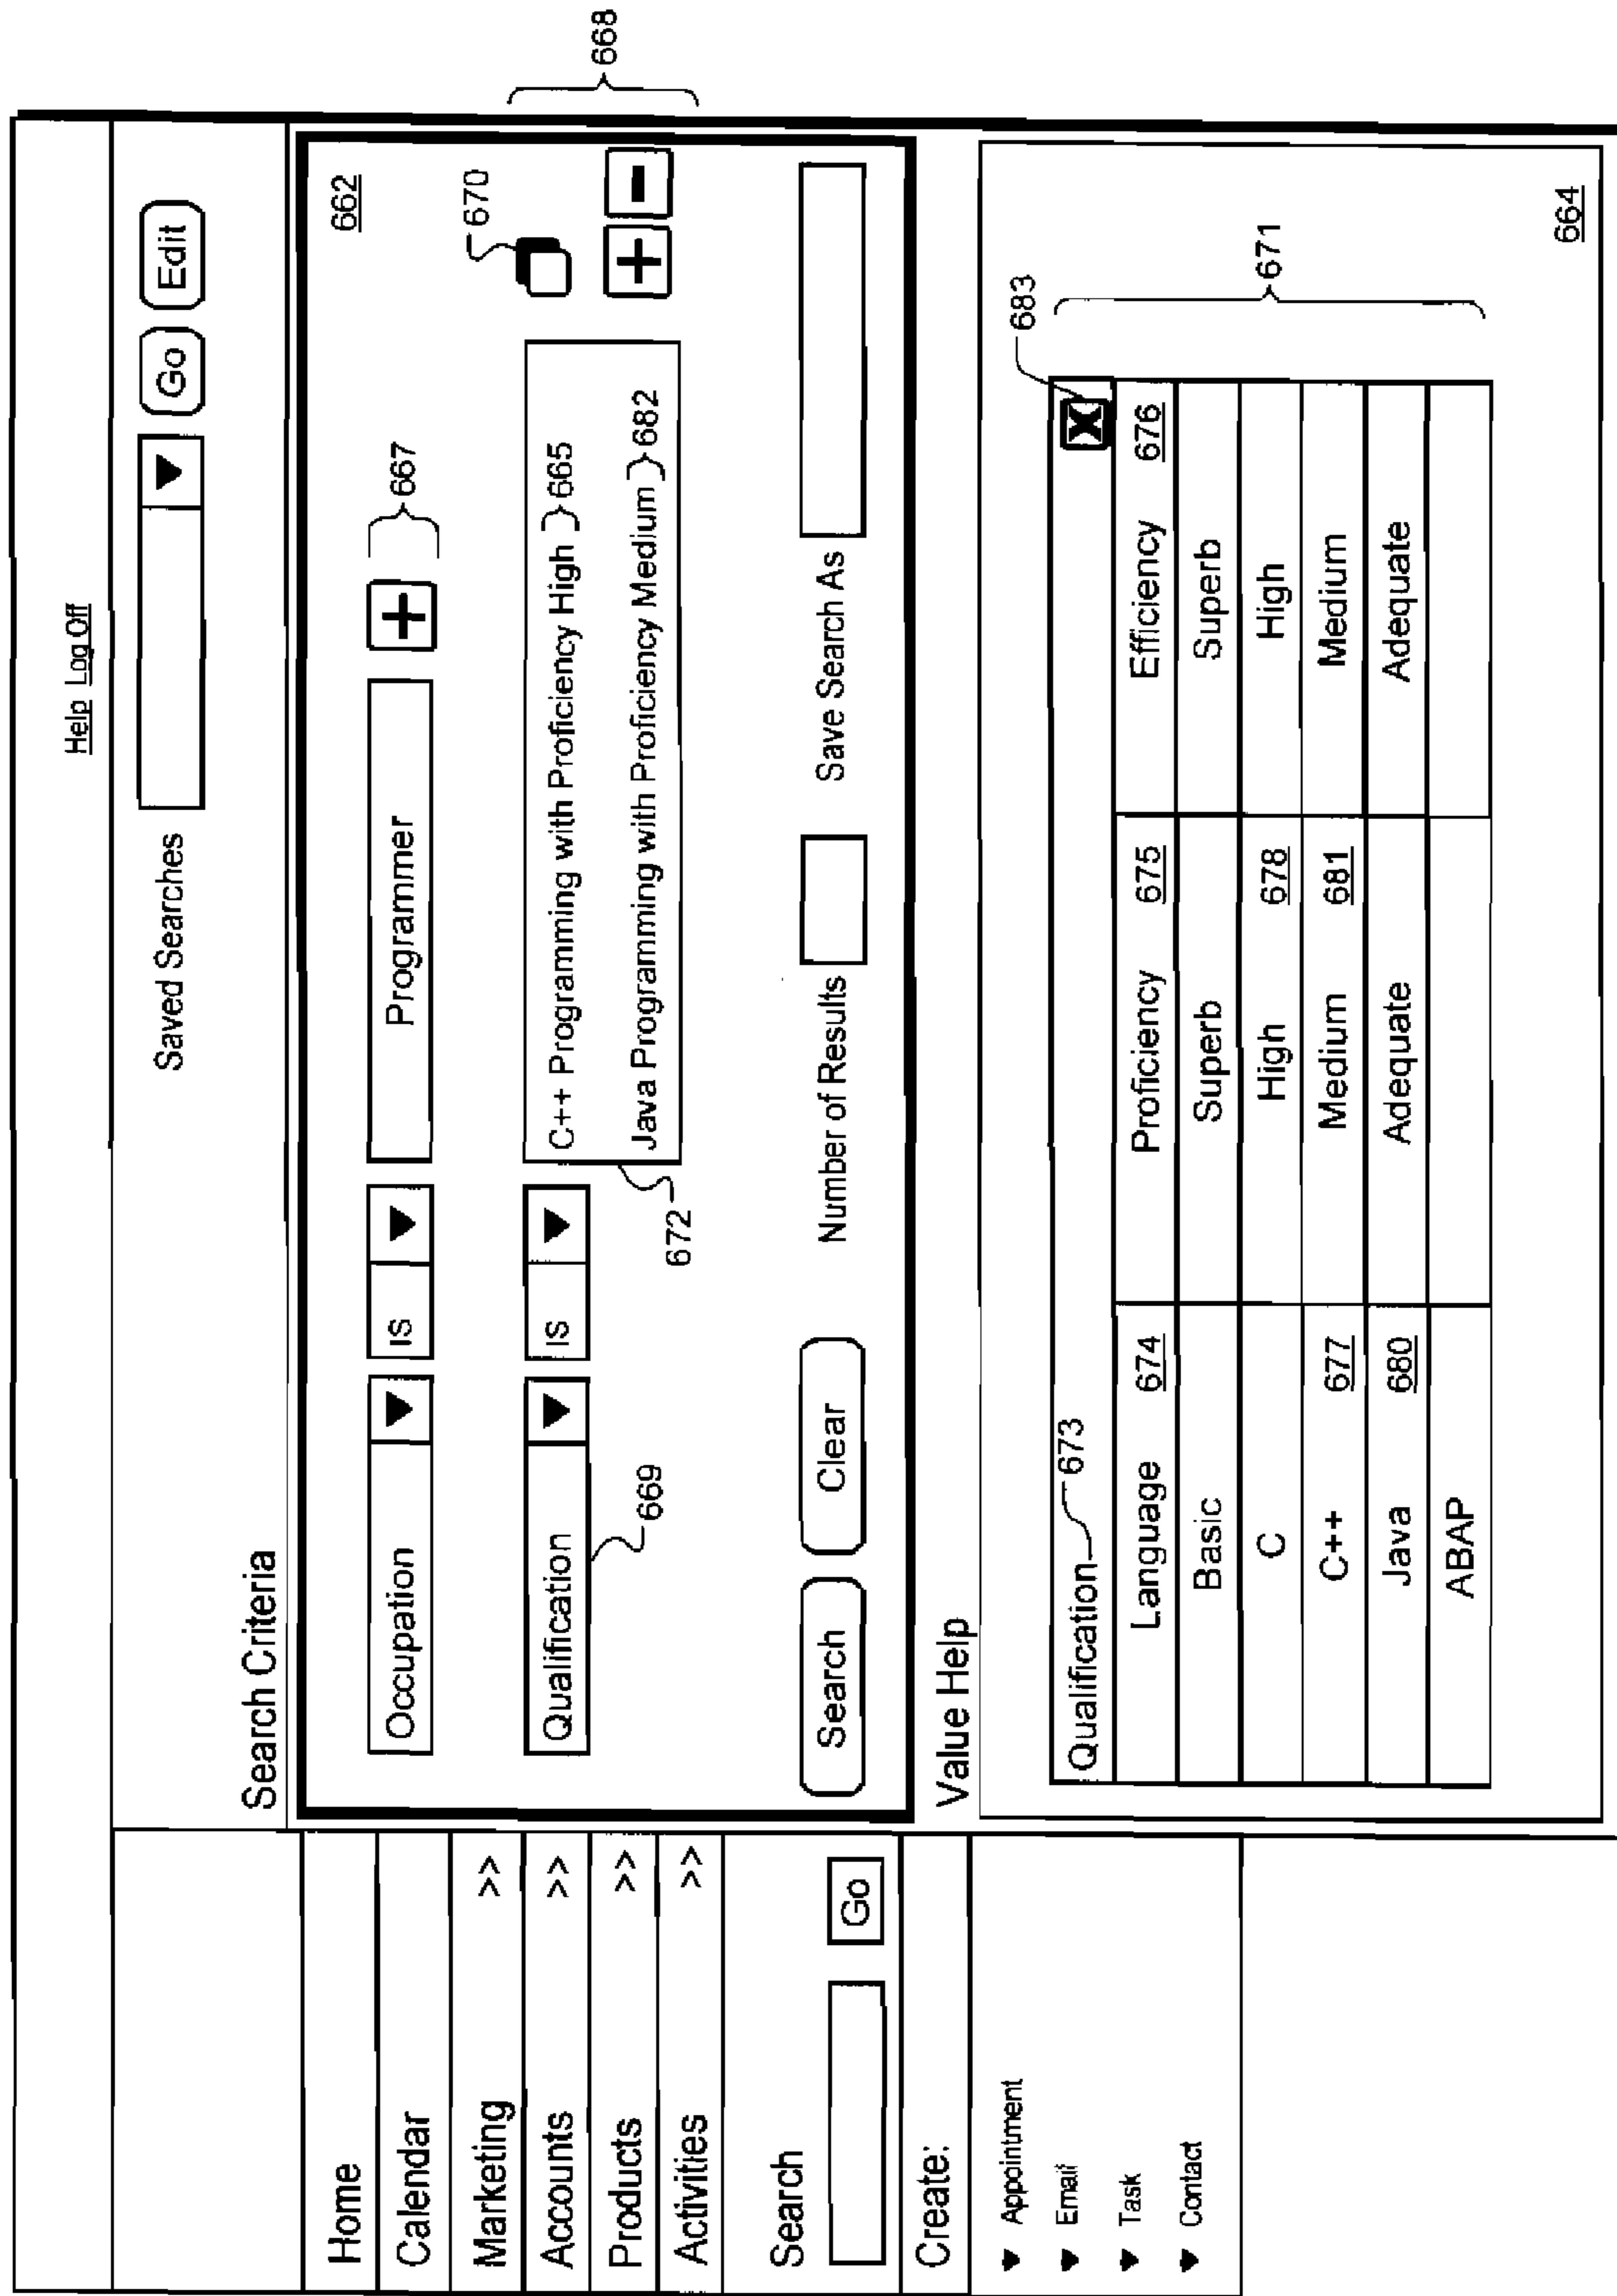 Help Log Off
Saved Searches
Go
Edit
Search Criteria
662
Occupation
IS
Programmer
667
670
668
Qualification
IS
C++ Programming with Proficiency High
665
Java Programming with Proficiency Medium
682
669
672
Search
Clear
Number of Results
Save Search As
Home
Calendar
Marketing >>
Accounts >>
Products >>
Activities >>
Search
Go
Create:
Appointment
Email
Task
Contact
Value Help
683
Qualification 673
X
Language 674 Proficiency 675 Efficiency 676
Basic Superb Superb
C High 678 High
C++ 677 Medium 681 Medium
Java 680 Adequate Adequate
ABAP
671
664